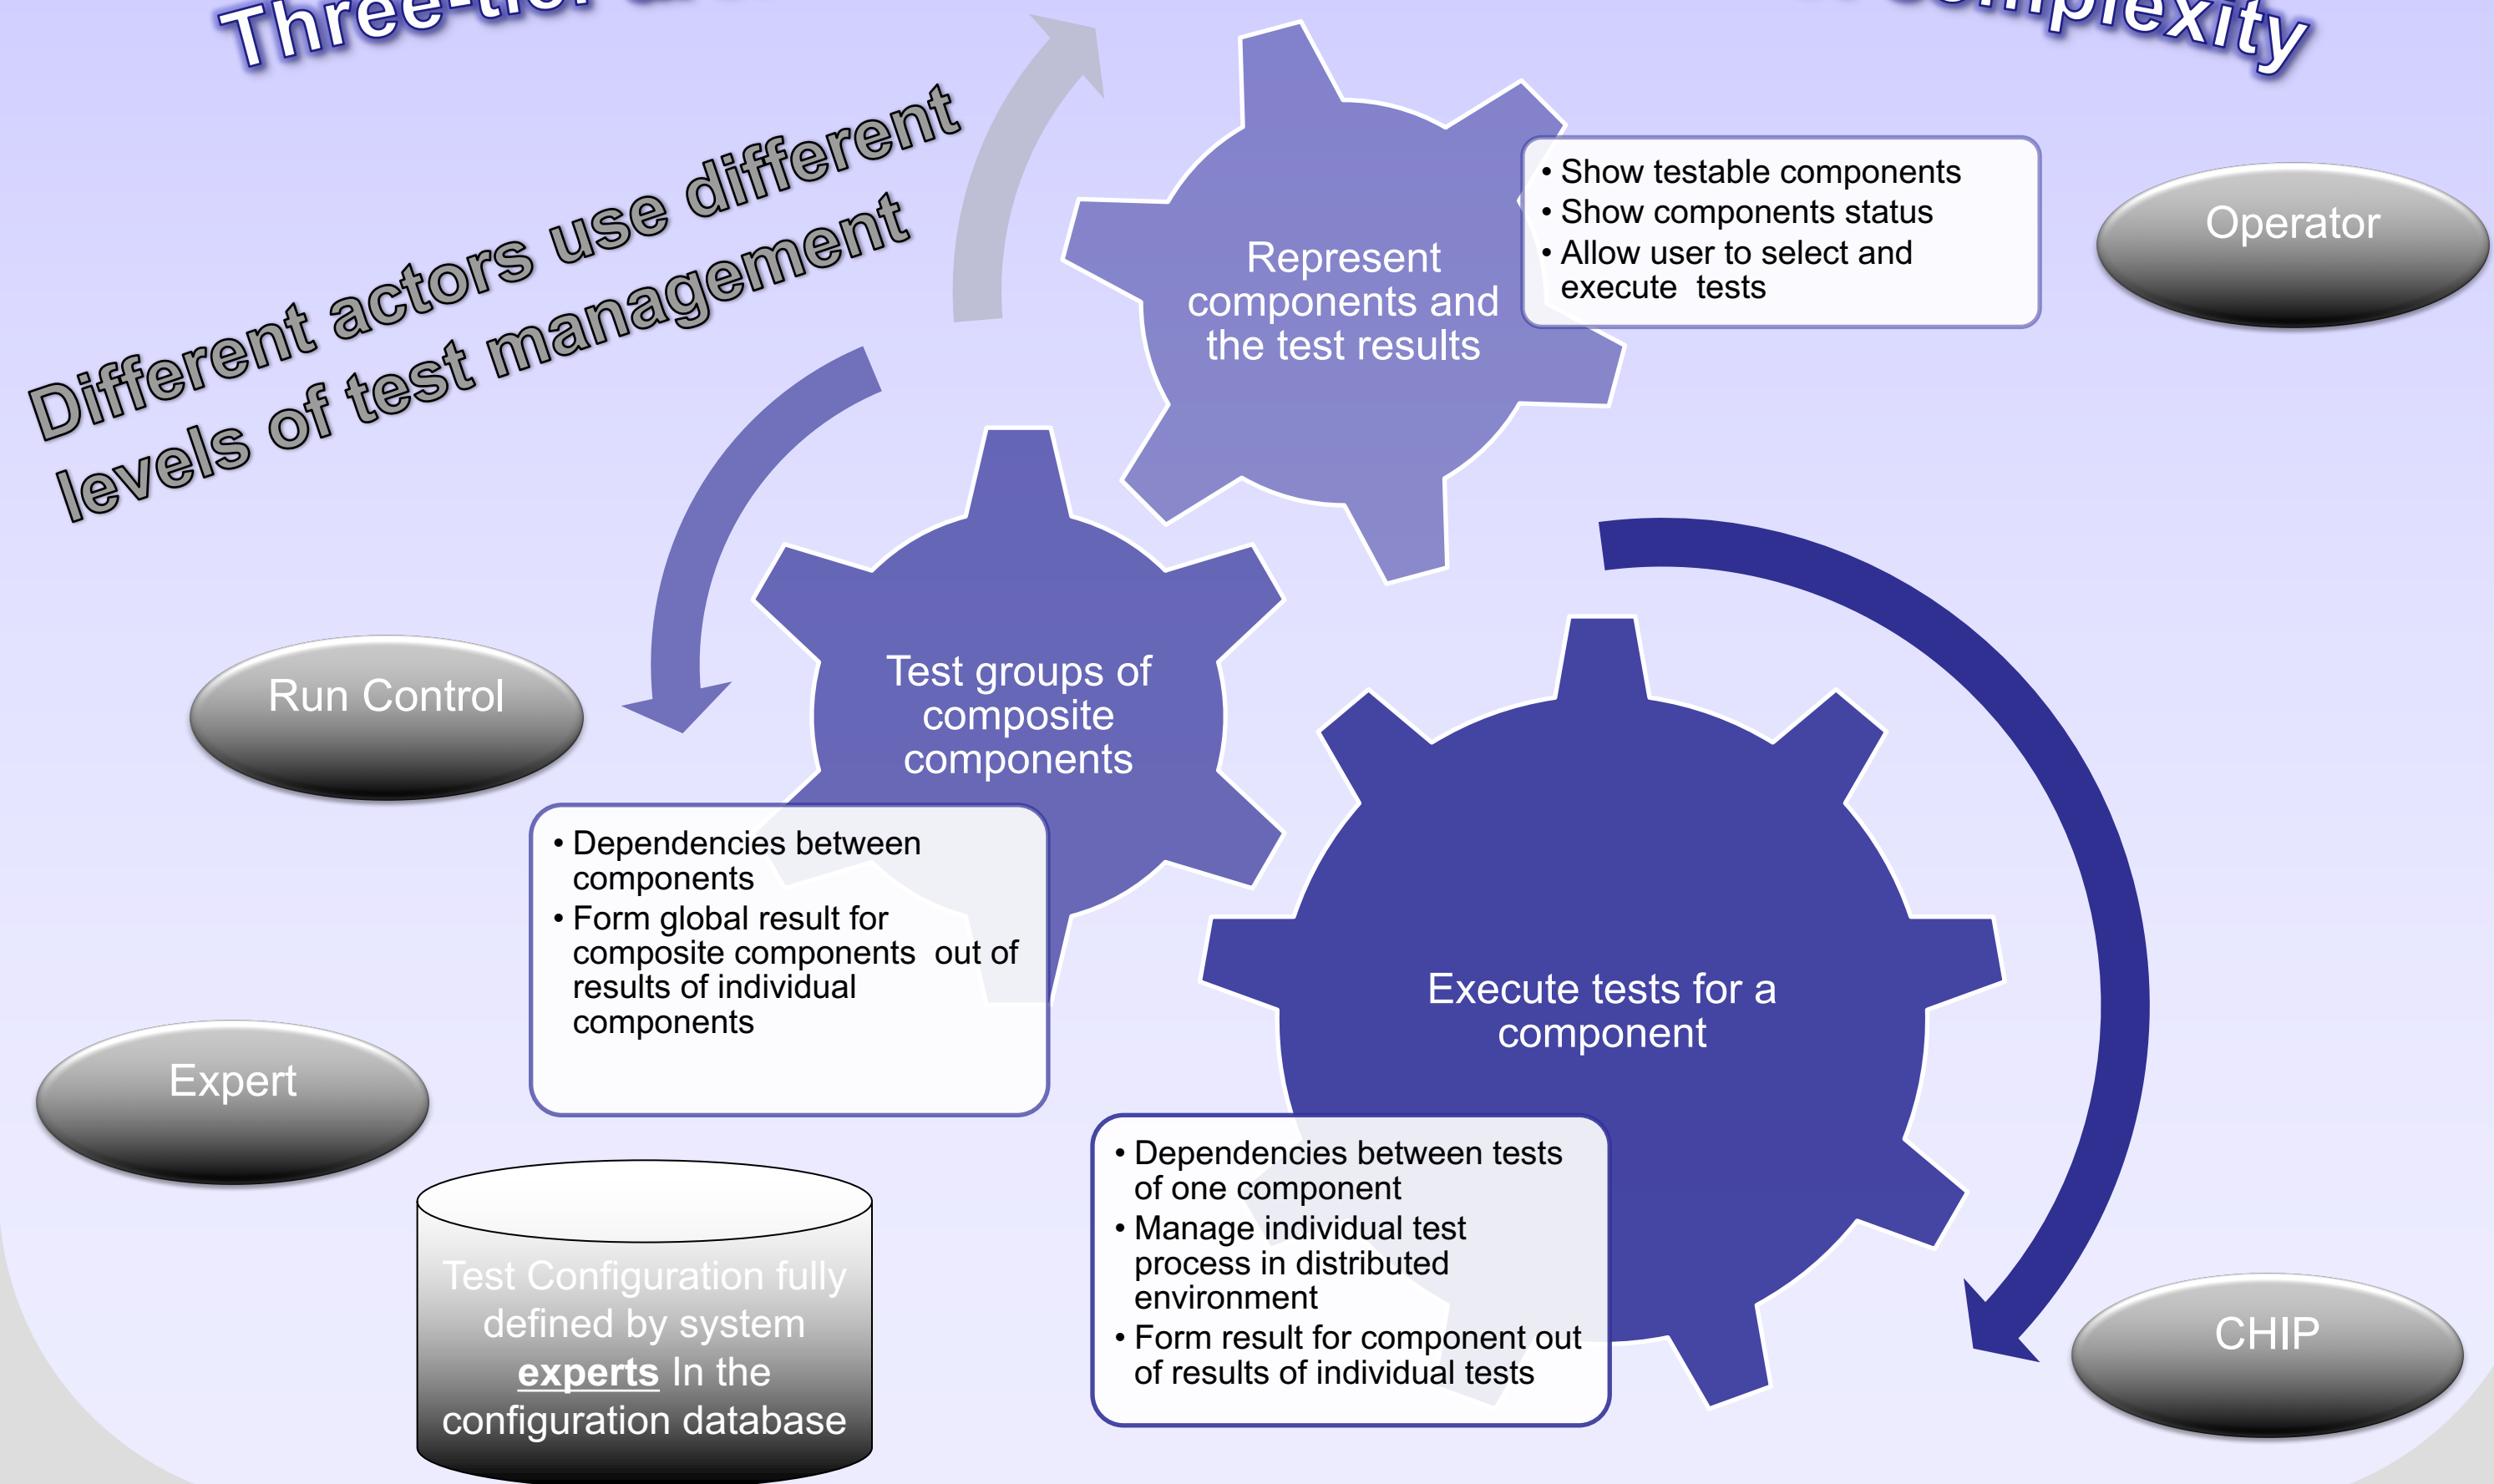 Three-tier
complexity
Different actors use different
levels of test management
Represent
components and
the test results
• Show testable components
• Show components status
• Allow user to select and
execute tests
Operator
Run Control
Test groups of
composite
components
• Dependencies between
components
• Form global result for
composite components out of
results of individual
components
Expert
Execute tests for a
component
• Dependencies between tests
of one component
• Manage individual test
process in distributed
environment
• Form result for component out
of results of individual tests
Test Configuration fully
defined by system
experts In the
configuration database
CHIP